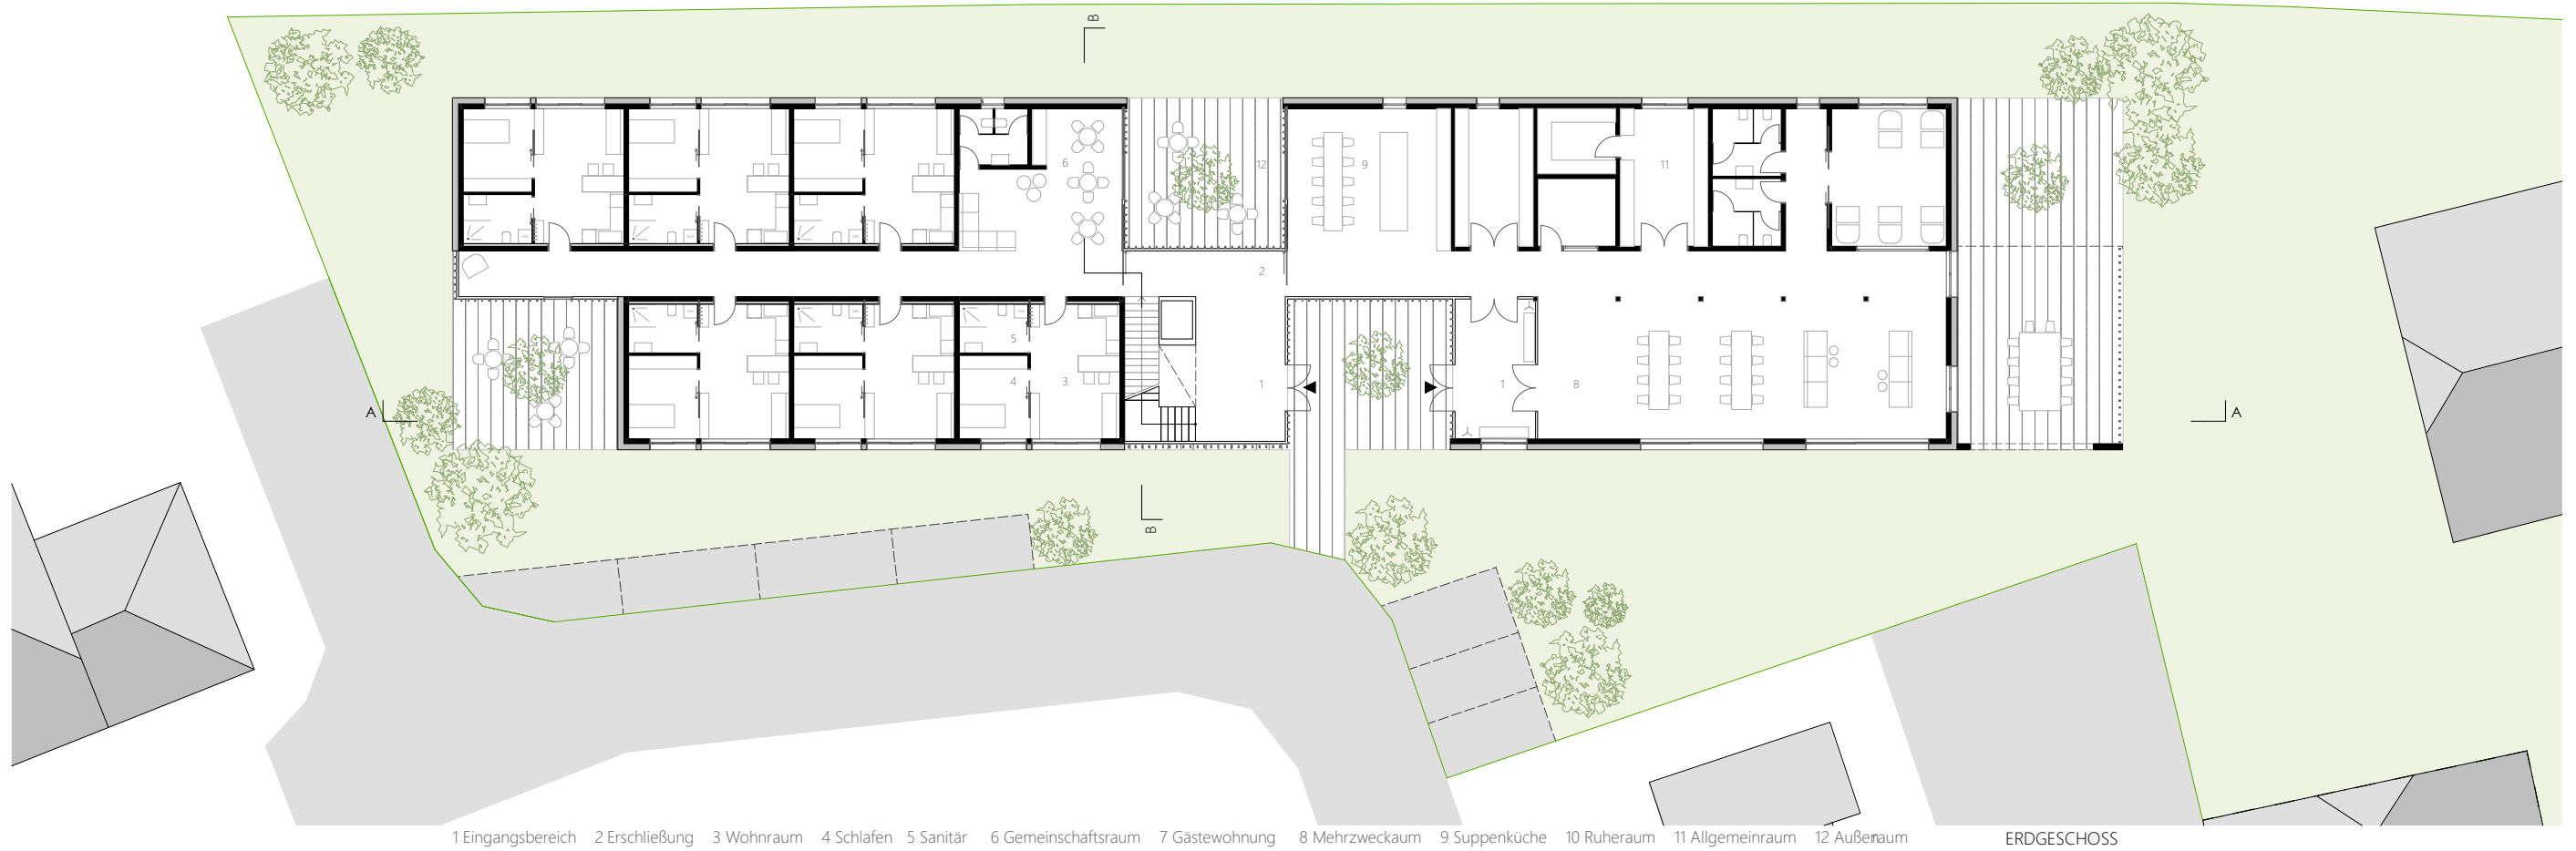 B
6
12
9
11
2
5
4
3
1
1
8
A
A
B
1 Eingangsbereich 2 Erschließung 3 Wohnraum 4 Schlafen 5 Sanitär 6 Gemeinschaftsraum 7 Gästewohnung 8 Mehrzweckaum 9 Suppenküche 10 Ruheraum 11 Allgemeinraum 12 Außenraum ERDGESCHOSS